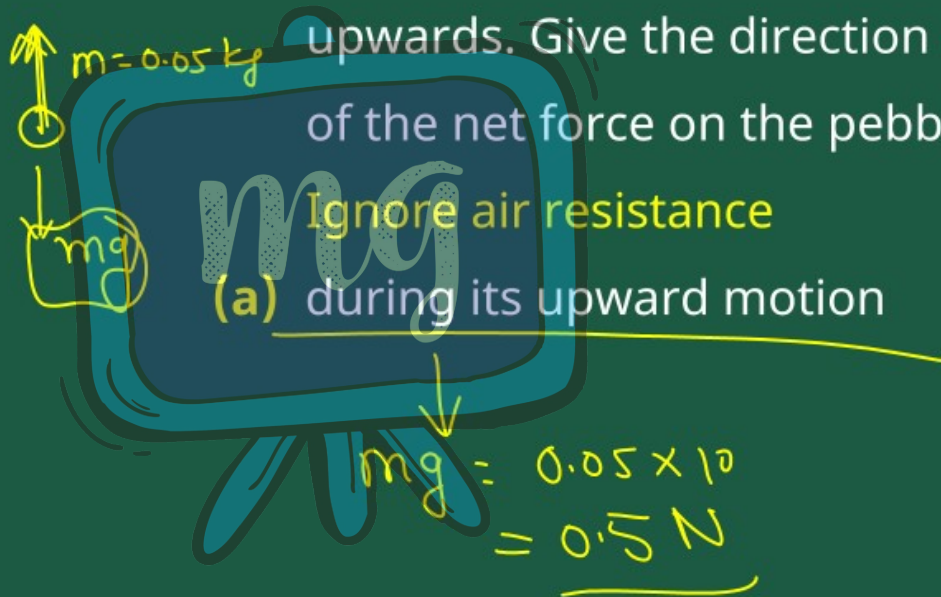 upwards. Give the direction
m = 0.05 kg
of the net force on the pebb
mg
mg
Ignore air resistance
(a) during its upward motion
mg = 0.05 × 10
= 0.5 N